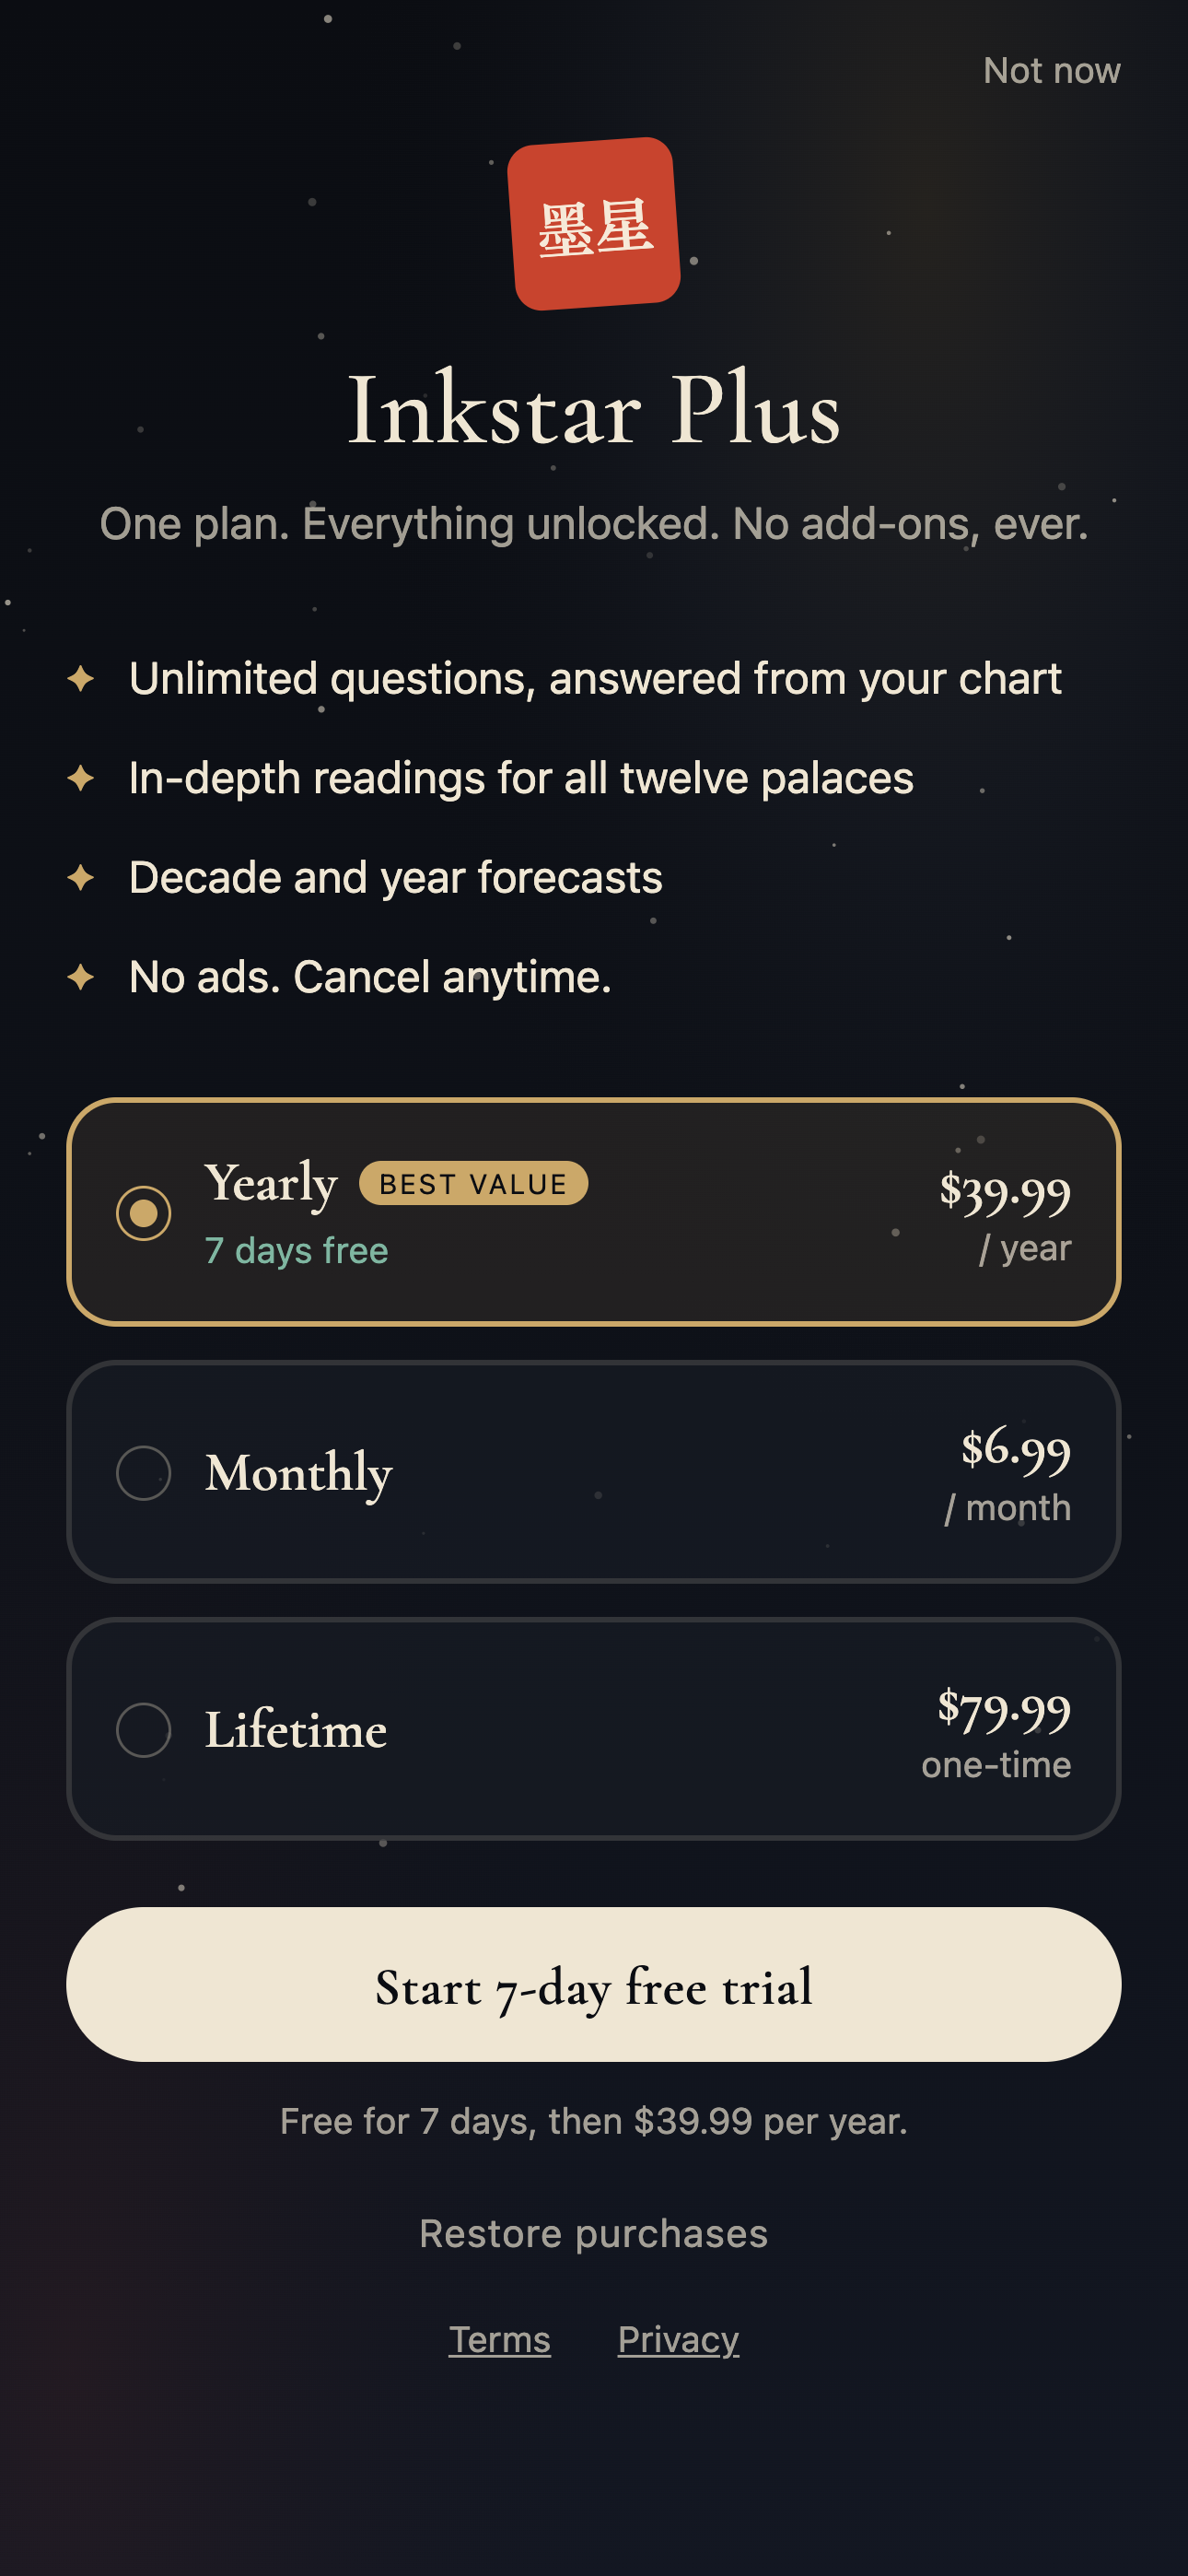 Not now
墨星
Inkstar Plus
One plan. Everything unlocked. No add-ons, ever.
Unlimited questions, answered from your chart
In-depth readings for all twelve palaces
Decade and year forecasts
No ads. Cancel anytime.
Yearly BEST VALUE $39.99
7 days free / year
Monthly $6.99
/ month
Lifetime $79.99
one-time
Start 7-day free trial
Free for 7 days, then $39.99 per year.
Restore purchases
Terms Privacy